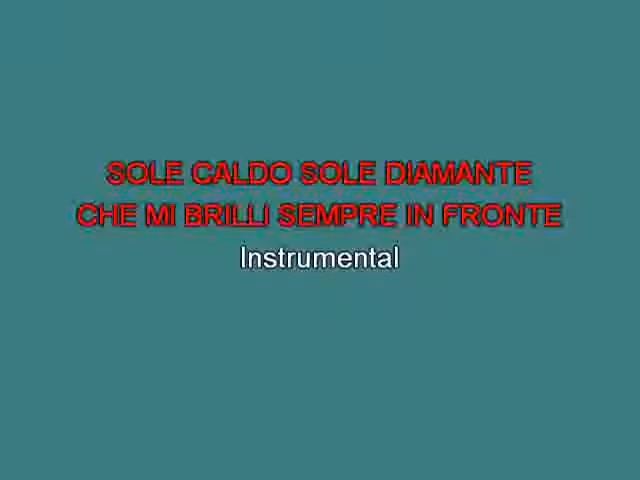 SOLE CALDO SOLE DIAMANTE
CHE MI BRILLI SEMPRE IN FRONTE
Instrumental